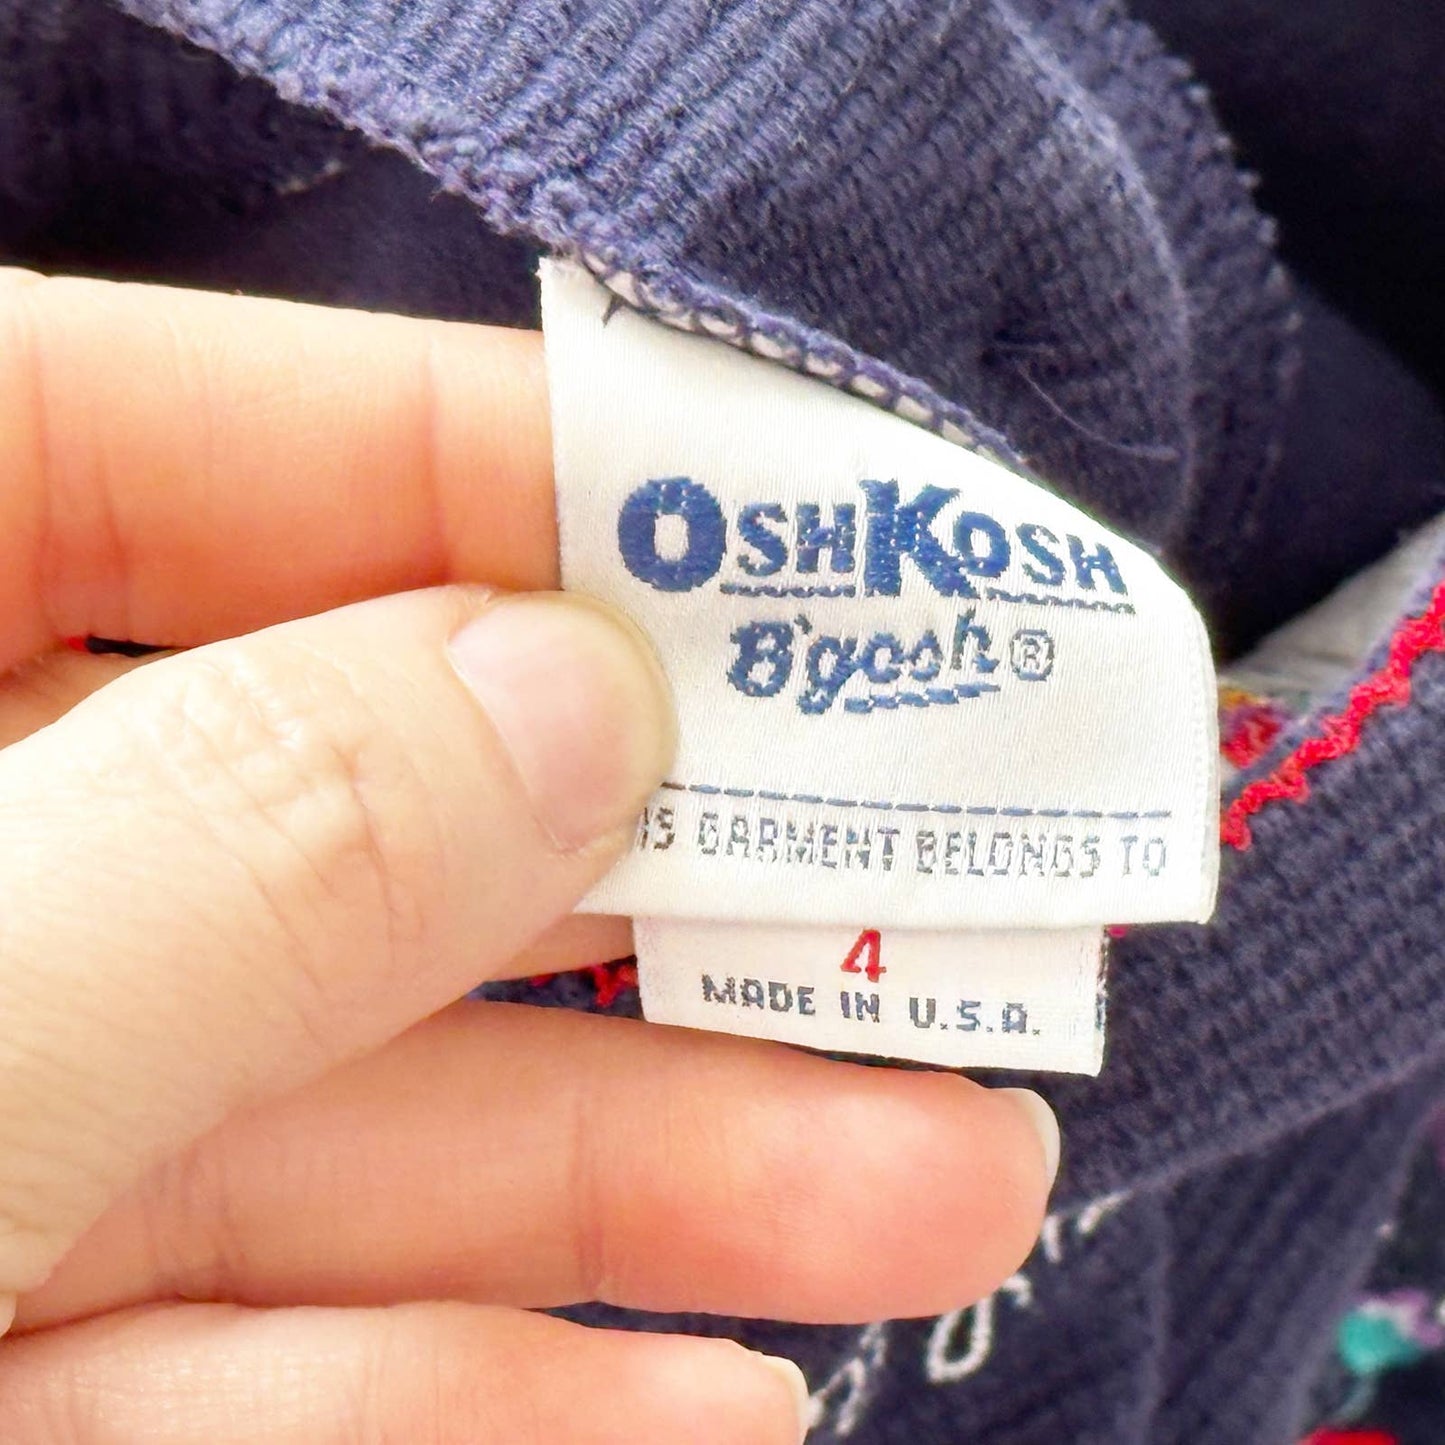 OSHKOSH
B'gosh®
GARMENT BELONGS TO
4
MADE IN U.S.A.